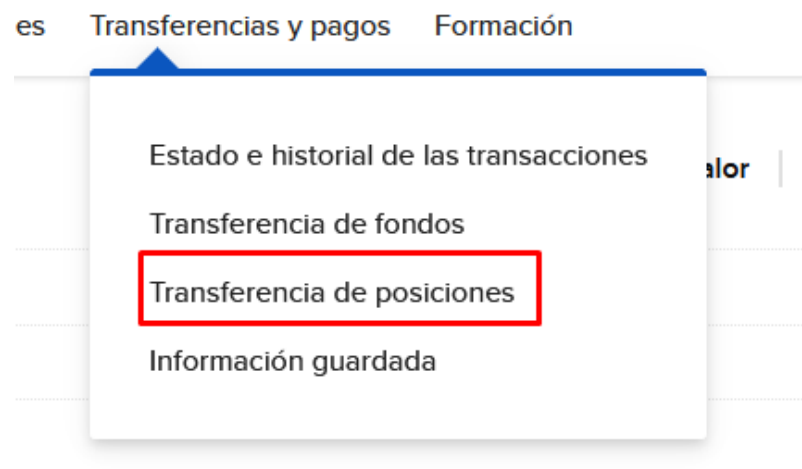 es Transferencias y pagos Formación
Estado e historial de las transacciones
alor
Transferencia de fondos
Transferencia de posiciones
Información guardada